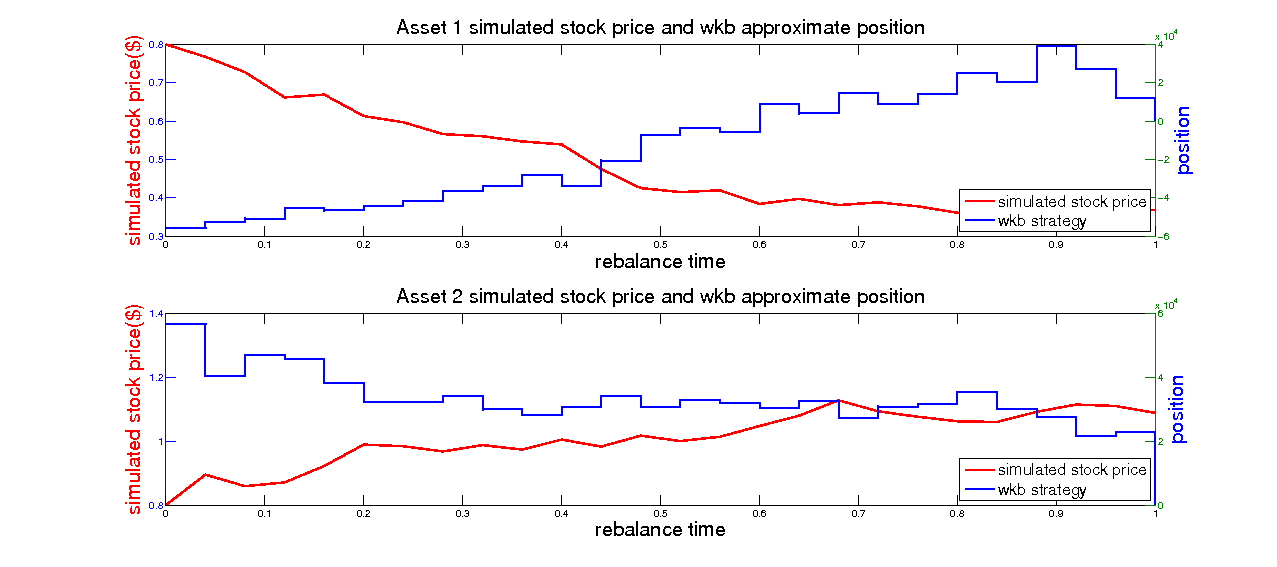 Asset 1 simulated stock price and wkb approximate position
x 10^4
simulated stock price($)
0.8
0.7
0.6
0.5
0.4
0.3
4
2
0
-2
-4
-6
position
simulated stock price
wkb strategy
0 0.1 0.2 0.3 0.4 0.5 0.6 0.7 0.8 0.9 1
rebalance time
Asset 2 simulated stock price and wkb approximate position
x 10^4
simulated stock price($)
1.4
1.2
1
0.8
6
4
2
0
position
simulated stock price
wkb strategy
0 0.1 0.2 0.3 0.4 0.5 0.6 0.7 0.8 0.9 1
rebalance time